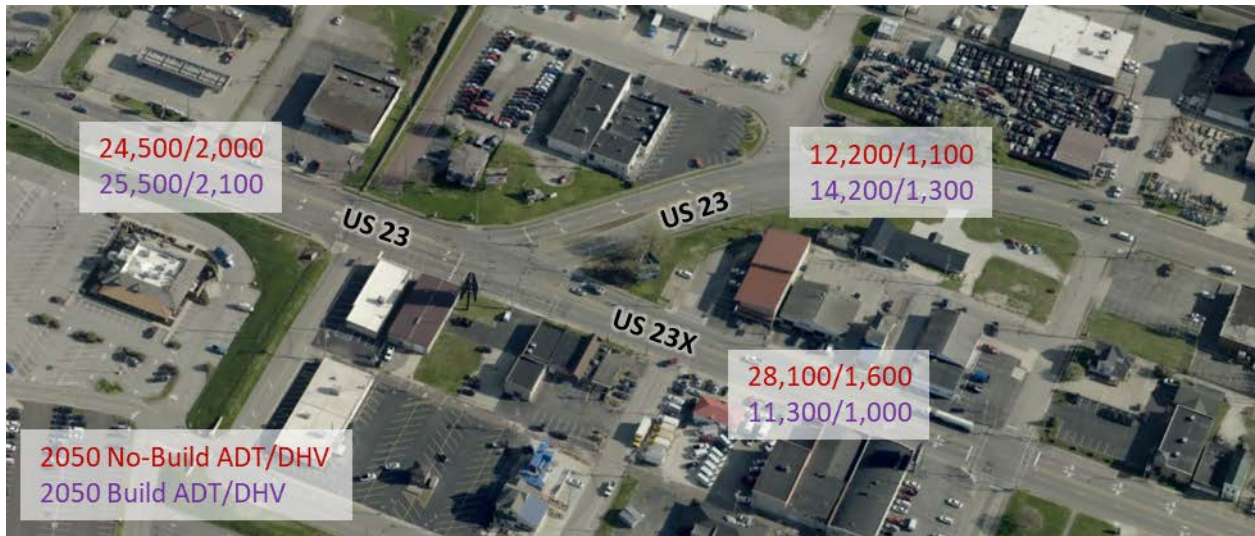 24,500/2,000
25,500/2,100
12,200/1,100
14,200/1,300
US 23
US 23
US 23X
28,100/1,600
11,300/1,000
2050 No-Build ADT/DHV
2050 Build ADT/DHV